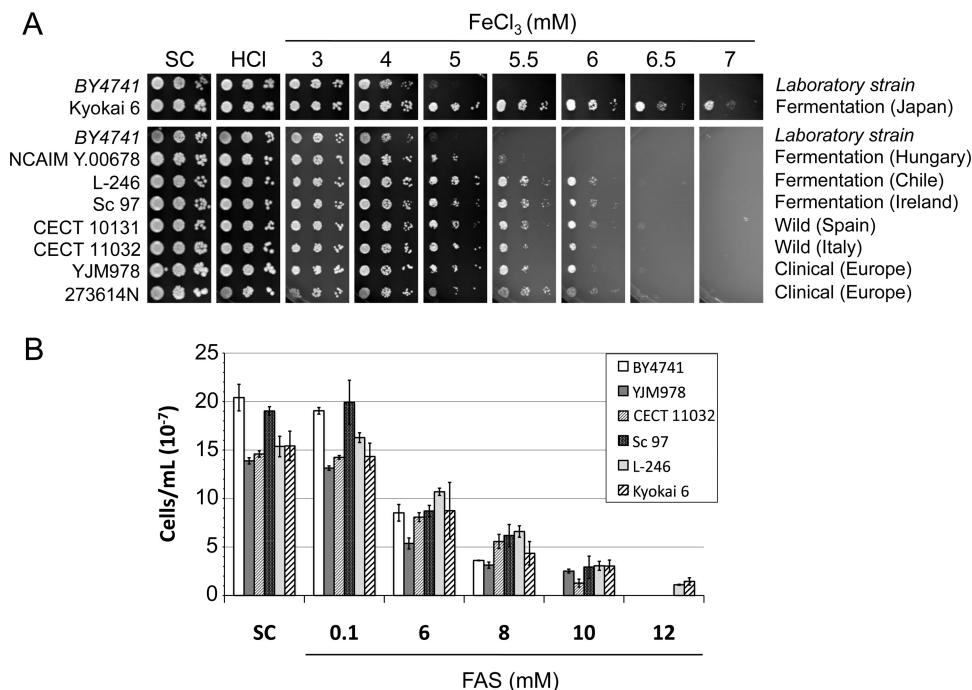 A
FeCl3 (mM)
SC HCl 3 4 5 5.5 6 6.5 7
BY4741 Laboratory strain
Kyokai 6 Fermentation (Japan)
BY4741 Laboratory strain
NCAIM Y.00678 Fermentation (Hungary)
L-246 Fermentation (Chile)
Sc 97 Fermentation (Ireland)
CECT 10131 Wild (Spain)
CECT 11032 Wild (Italy)
YJM978 Clinical (Europe)
273614N Clinical (Europe)
B
Cells/mL (10-7)
25
20
15
10
5
0
BY4741
YJM978
CECT 11032
Sc 97
L-246
Kyokai 6
SC 0.1 6 8 10 12
FAS (mM)